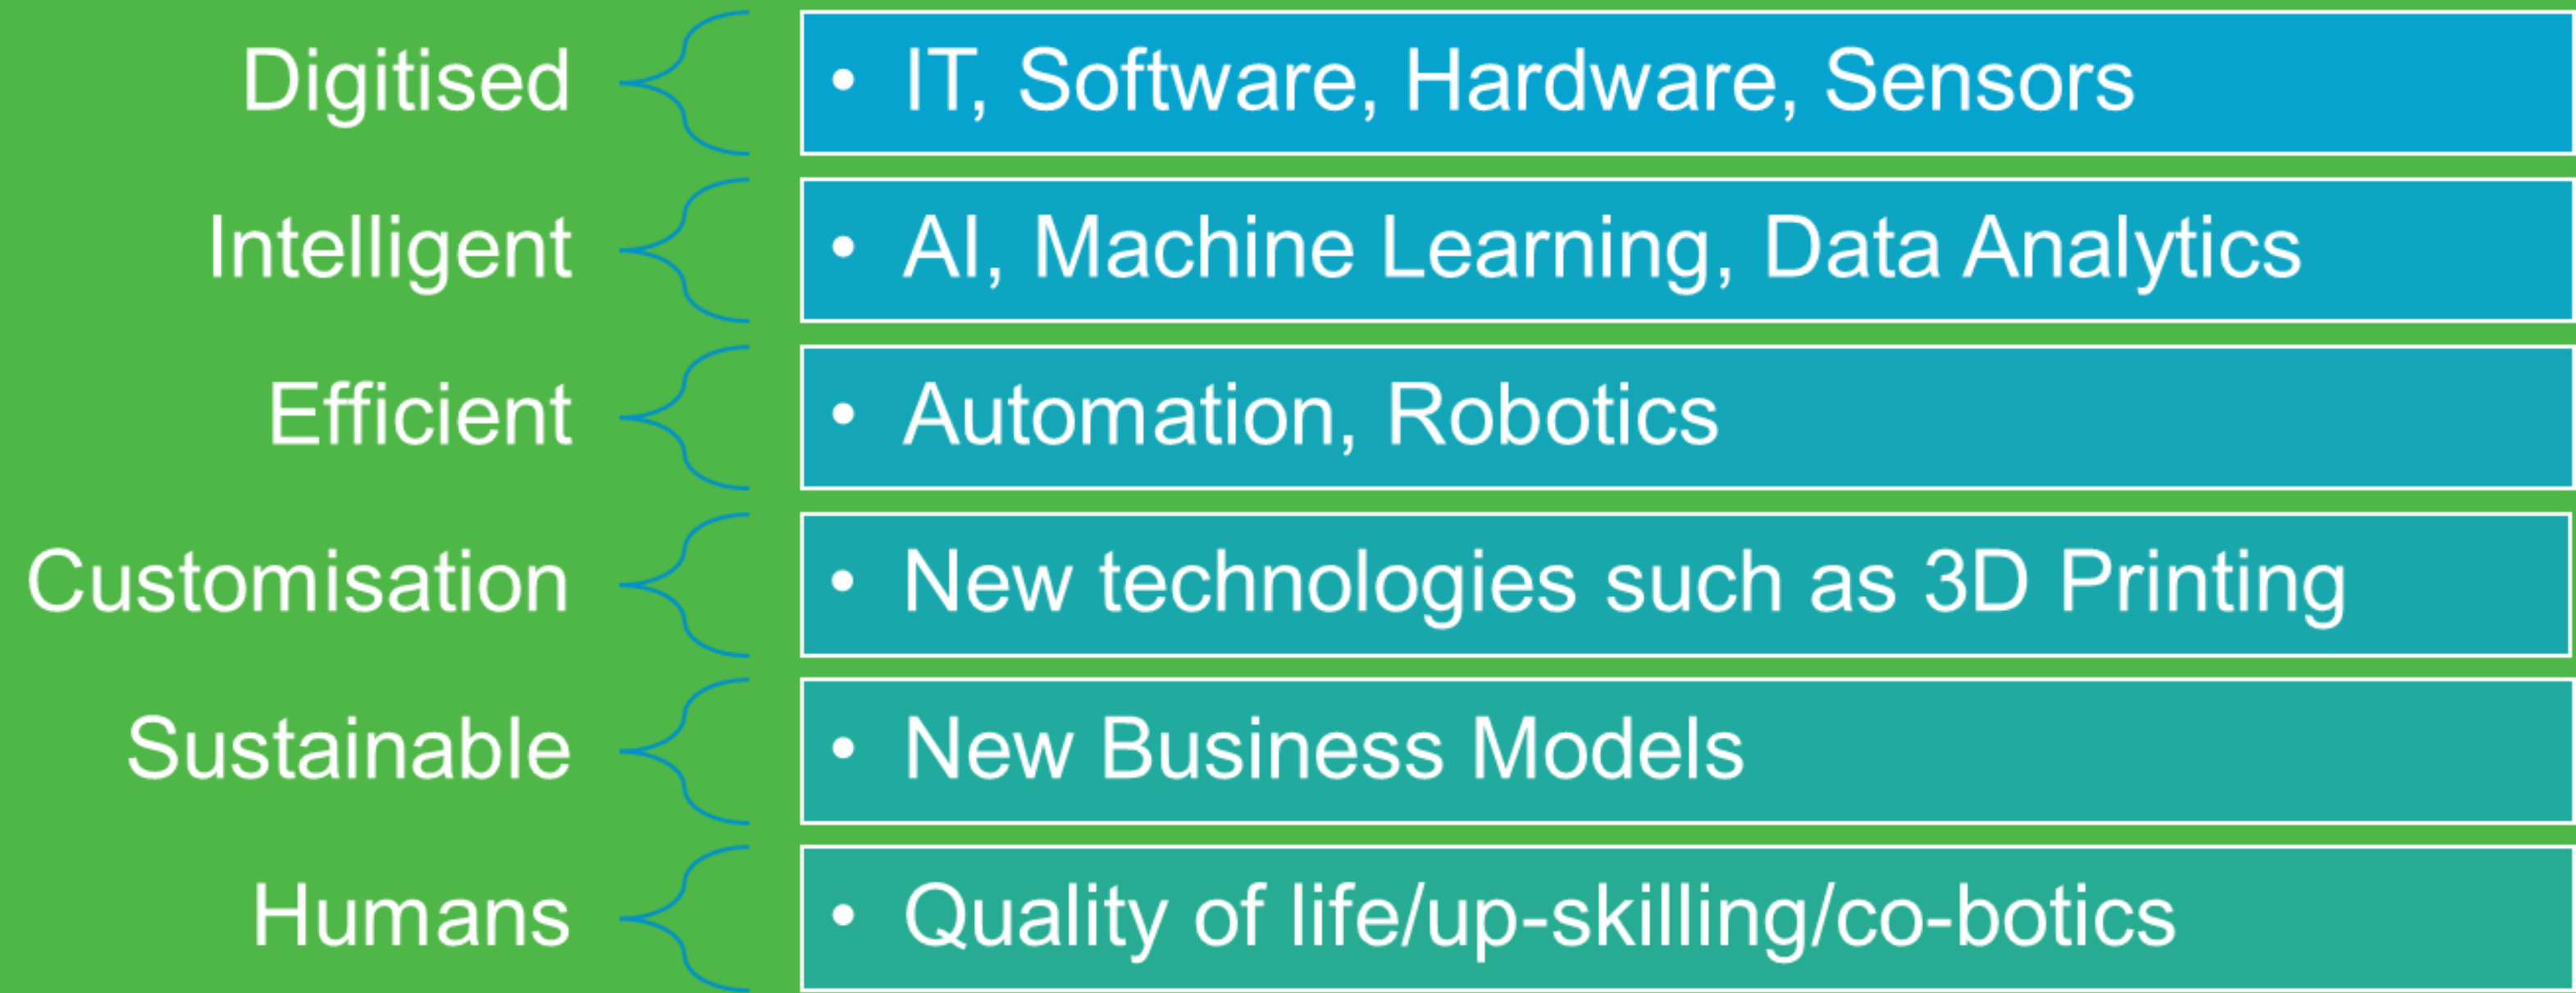 Digitised
• IT, Software, Hardware, Sensors
Intelligent
• AI, Machine Learning, Data Analytics
Efficient
• Automation, Robotics
Customisation
• New technologies such as 3D Printing
Sustainable
• New Business Models
Humans
• Quality of life/up-skilling/co-botics